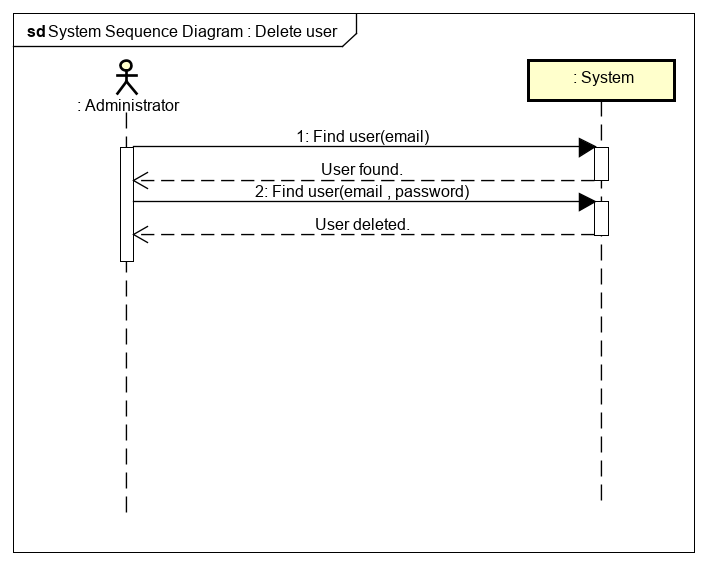 sd System Sequence Diagram : Delete user
: Administrator
: System
1: Find user(email)
User found.
2: Find user(email , password)
User deleted.